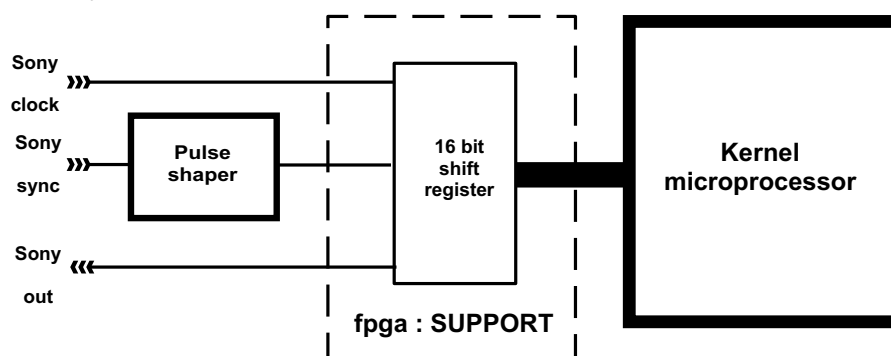 Sony
clock
Sony
sync
Sony
out
Pulse
shaper
16 bit
shift
register
fpga : SUPPORT
Kernel
microprocessor